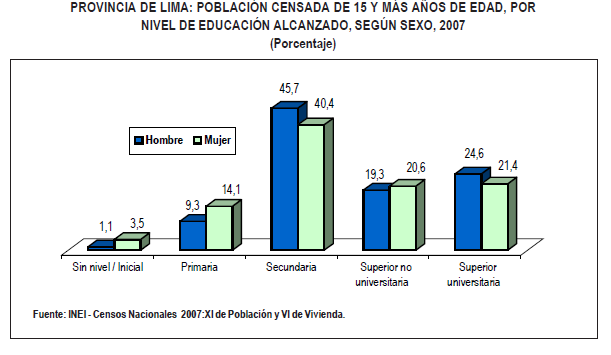 PROVINCIA DE LIMA: POBLACIÓN CENSADA DE 15 Y MÁS AÑOS DE EDAD, POR
NIVEL DE EDUCACIÓN ALCANZADO, SEGÚN SEXO, 2007
(Porcentaje)
45,7
40,4
Hombre Mujer
24,6
21,4
19,3
20,6
14,1
9,3
1,1
3,5
Sin nivel / Inicial Primaria Secundaria Superior no Superior
universitaria universitaria
Fuente: INEI - Censos Nacionales 2007:XI de Población y VI de Vivienda.